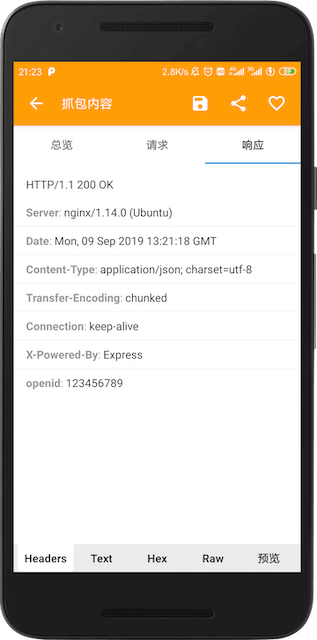 21:23
2.8K/s
抓包内容
总览 请求 响应
HTTP/1.1 200 OK
Server: nginx/1.14.0 (Ubuntu)
Date: Mon, 09 Sep 2019 13:21:18 GMT
Content-Type: application/json; charset=utf-8
Transfer-Encoding: chunked
Connection: keep-alive
X-Powered-By: Express
openid: 123456789
Headers Text Hex Raw 预览